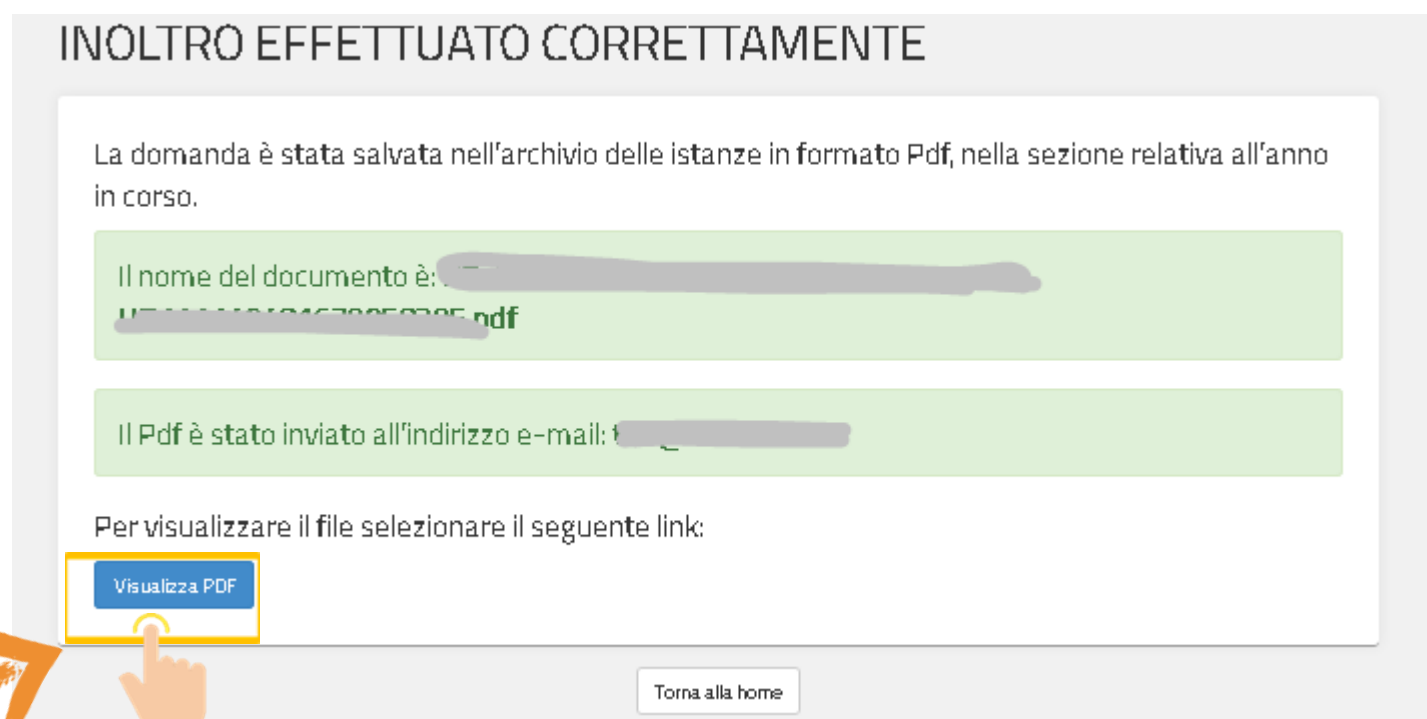 INOLTRO EFFETTUATO CORRETTAMENTE
La domanda è stata salvata nell'archivio delle istanze in formato Pdf, nella sezione relativa all'anno
in corso.
Il nome del documento è:
.pdf
Il Pdf è stato inviato all'indirizzo e-mail:
Per visualizzare il file selezionare il seguente link:
Visualizza PDF
Torna alla home